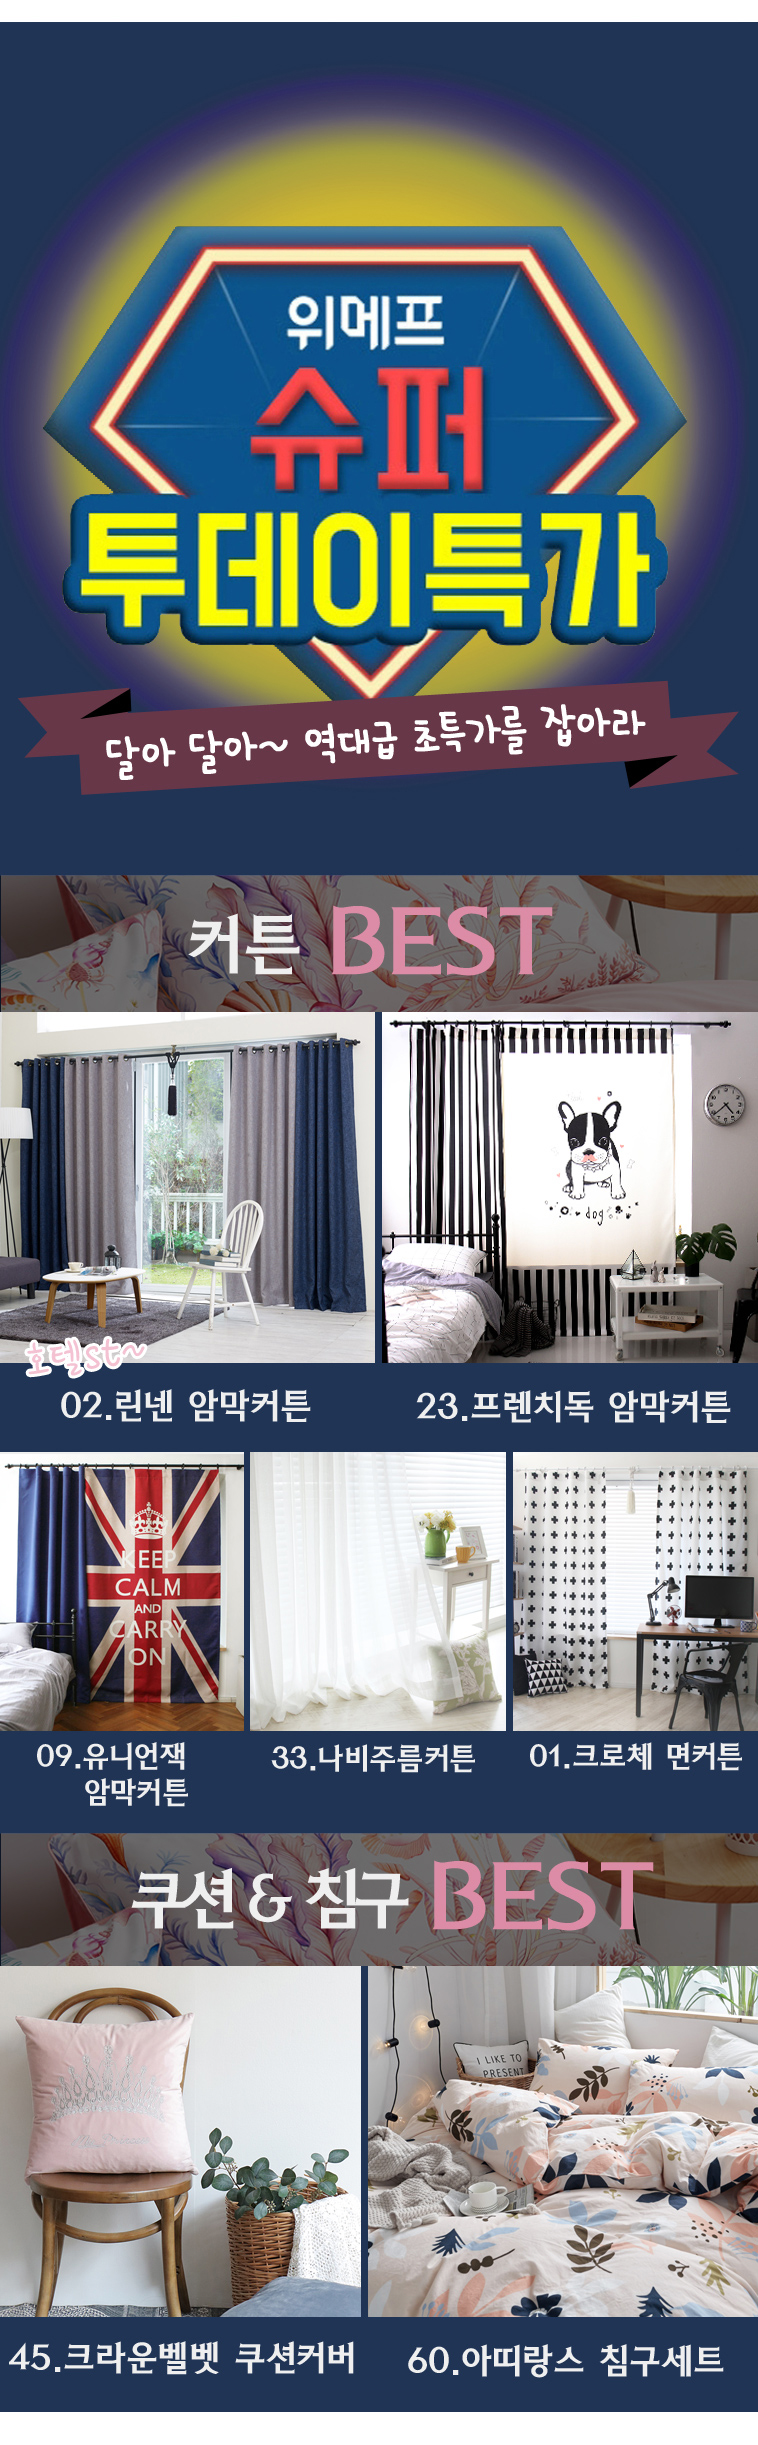 위메프
슈퍼
투데이특가
달아 달아~ 역대급 초특가를 잡아라
커튼 BEST
dog
호텔st~
02.린넨 암막커튼
23.프렌치독 암막커튼
KEEP
CALM
AND
CARRY
ON
09.유니언잭
암막커튼
33.나비주름커튼
01.크로체 면커튼
쿠션 & 침구 BEST
I LIKE TO
PRESENT
45.크라운벨벳 쿠션커버
60.아띠랑스 침구세트